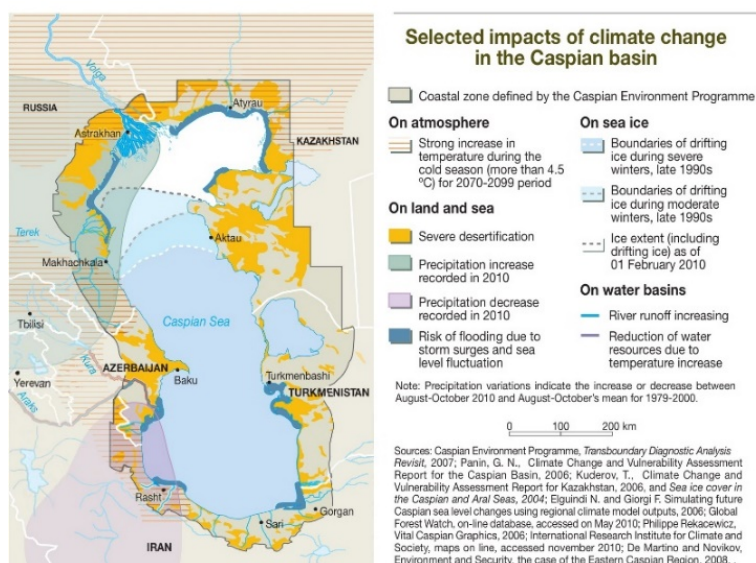 Selected impacts of climate change
in the Caspian basin
Coastal zone defined by the Caspian Environment Programme
On atmosphere
Strong increase in
temperature during the
cold season (more than 4.5
ºC) for 2070-2099 period
On land and sea
Severe desertification
Precipitation increase
recorded in 2010
Precipitation decrease
recorded in 2010
Risk of flooding due to
storm surges and sea
level fluctuation
On sea ice
Boundaries of drifting
ice during severe
winters, late 1990s
Boundaries of drifting
ice during moderate
winters, late 1990s
Ice extent (including
drifting ice) as of
01 February 2010
On water basins
River runoff increasing
Reduction of water
resources due to
temperature increase
Note: Precipitation variations indicate the increase or decrease between
August-October 2010 and August-October's mean for 1979-2000.
0 100 200 km
Sources: Caspian Environment Programme, Transboundary Diagnostic Analysis
Revisit, 2007; Panin, G. N., Climate Change and Vulnerability Assessment
Report for the Caspian Basin, 2006; Kuderov, T., Climate Change and
Vulnerability Assessment Report for Kazakhstan, 2006, and Sea ice cover in
the Caspian and Aral Seas, 2004; Elguindi N. and Giorgi F. Simulating future
Caspian sea level changes using regional climate model outputs, 2006; Global
Forest Watch, on-line database, accessed on May 2010; Philippe Rekacewicz,
Vital Caspian Graphics, 2006; International Research Institute for Climate and
Society, maps on line, accessed november 2010; De Martino and Novikov,
Environment and Security, the case of the Eastern Caspian Region, 2008.
Volga
RUSSIA
Atyrau
Astrakhan
KAZAKHSTAN
Terek
Aktau
Makhachkala
Caspian Sea
Tbilisi
Kura
AZERBAIJAN
Baku
Turkmenbashi
Yerevan
TURKMENISTAN
Araks
Rasht
Gorgan
Sari
IRAN